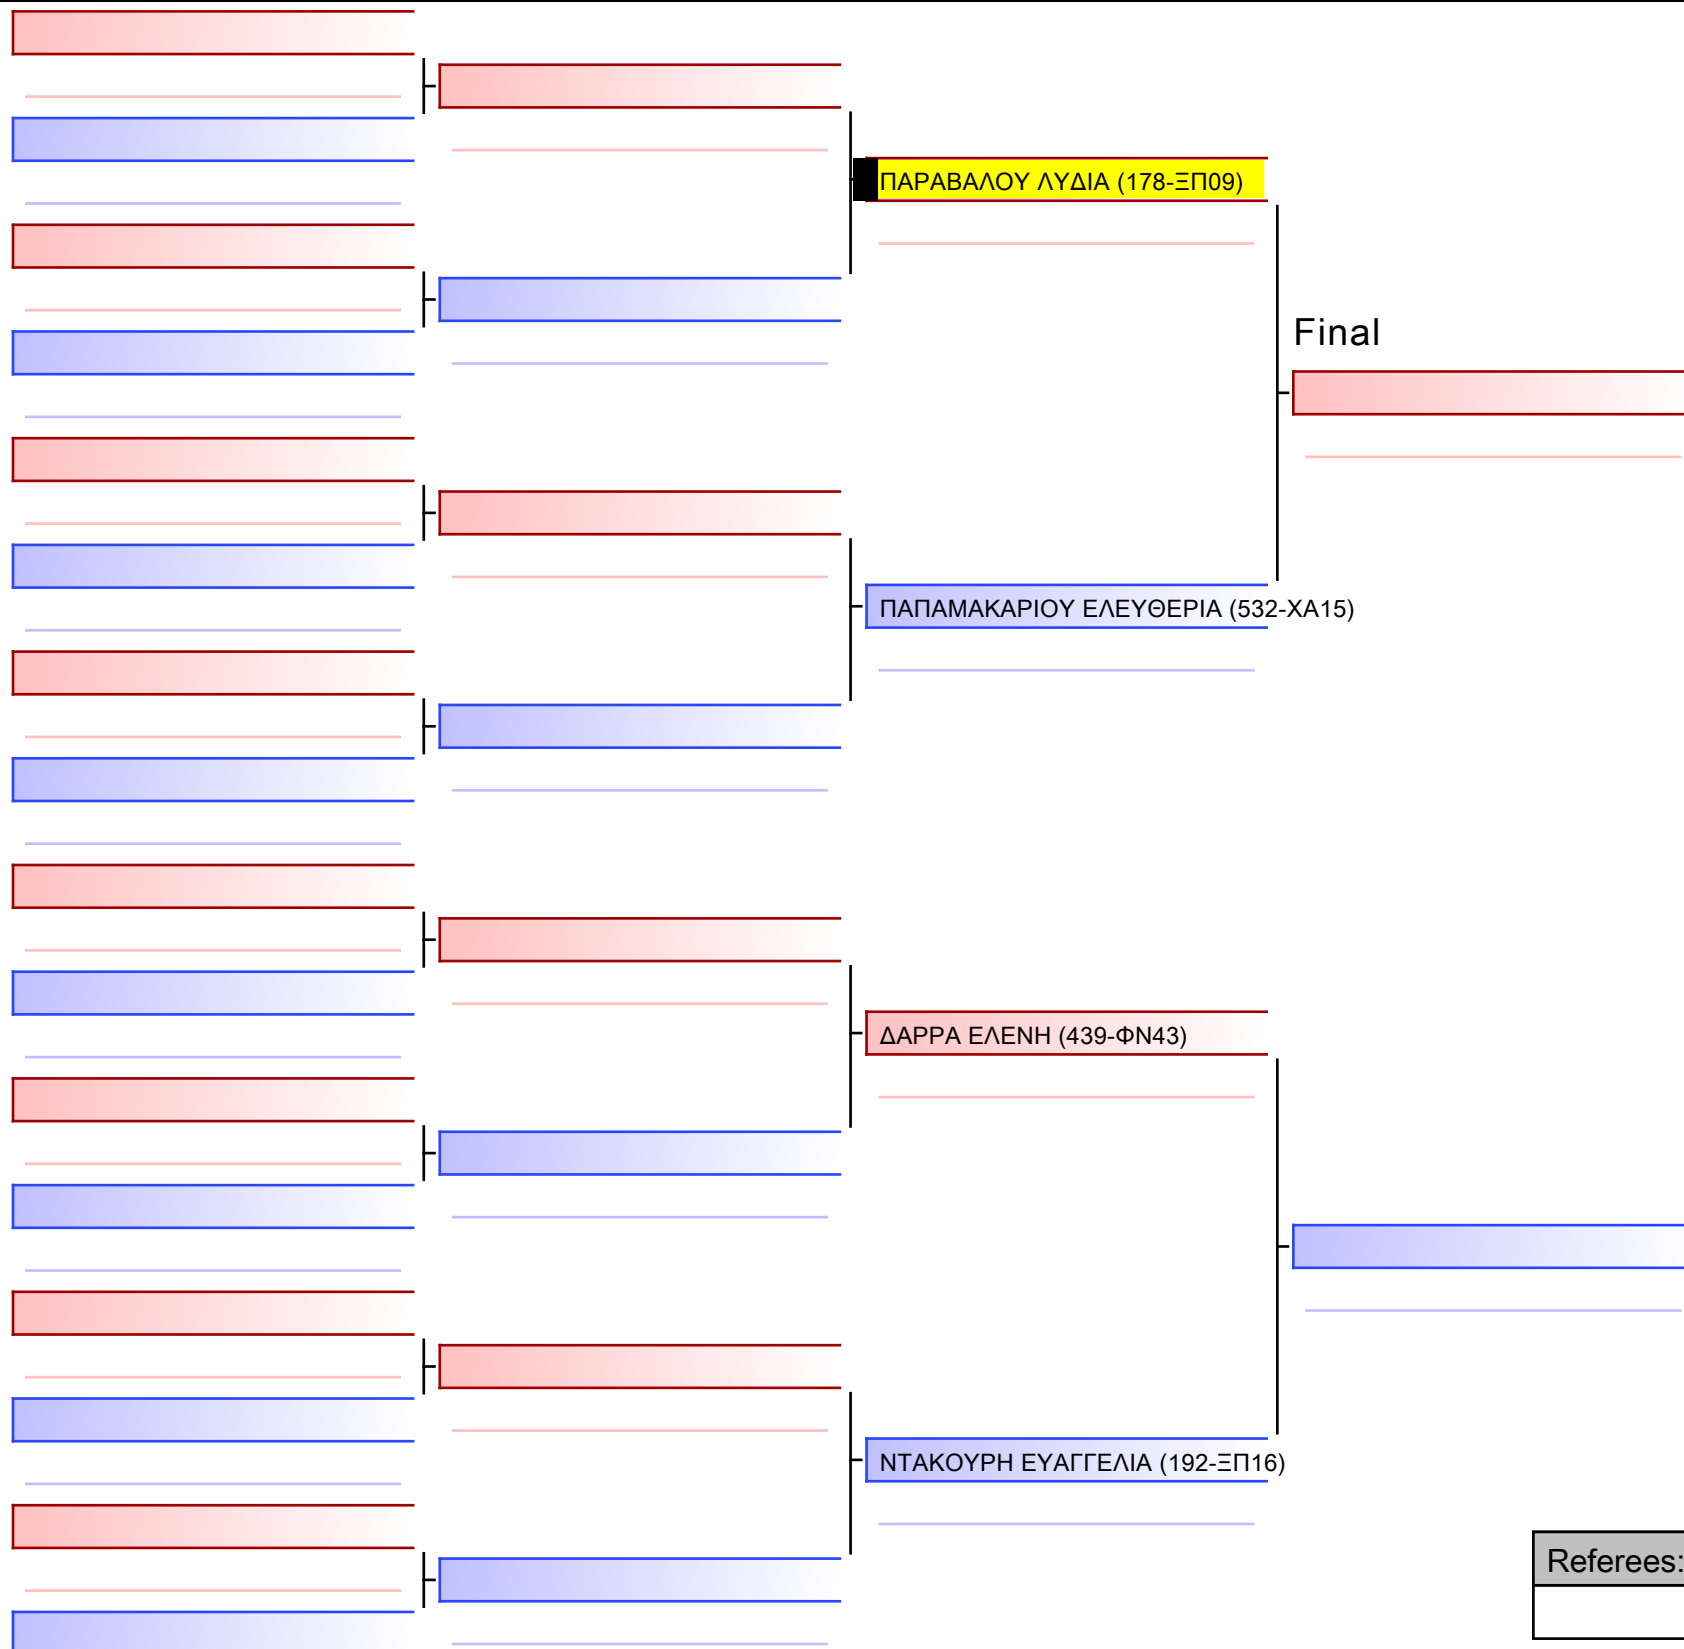 ΠΑΡΑΒΑΛΟΥ ΛΥΔΙΑ (178-ΞΠ09)
Final
ΠΑΠΑΜΑΚΑΡΙΟΥ ΕΛΕΥΘΕΡΙΑ (532-ΧΑ15)
ΔΑΡΡΑ ΕΛΕΝΗ (439-ΦΝ43)
ΝΤΑΚΟΥΡΗ ΕΥΑΓΓΕΛΙΑ (192-ΞΠ16)
Referees: